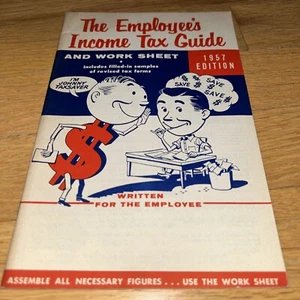 The Employee's
Income Tax Guide
AND WORK SHEET
•
Includes filled-in samples
of revised tax forms
1957
EDITION
I'M
JOHNNY
TAXSAVER
SAVE $
$ SAVE
SAVE $
$
WRITTEN
FOR THE EMPLOYEE
ASSEMBLE ALL NECESSARY FIGURES . . . USE THE WORK SHEET